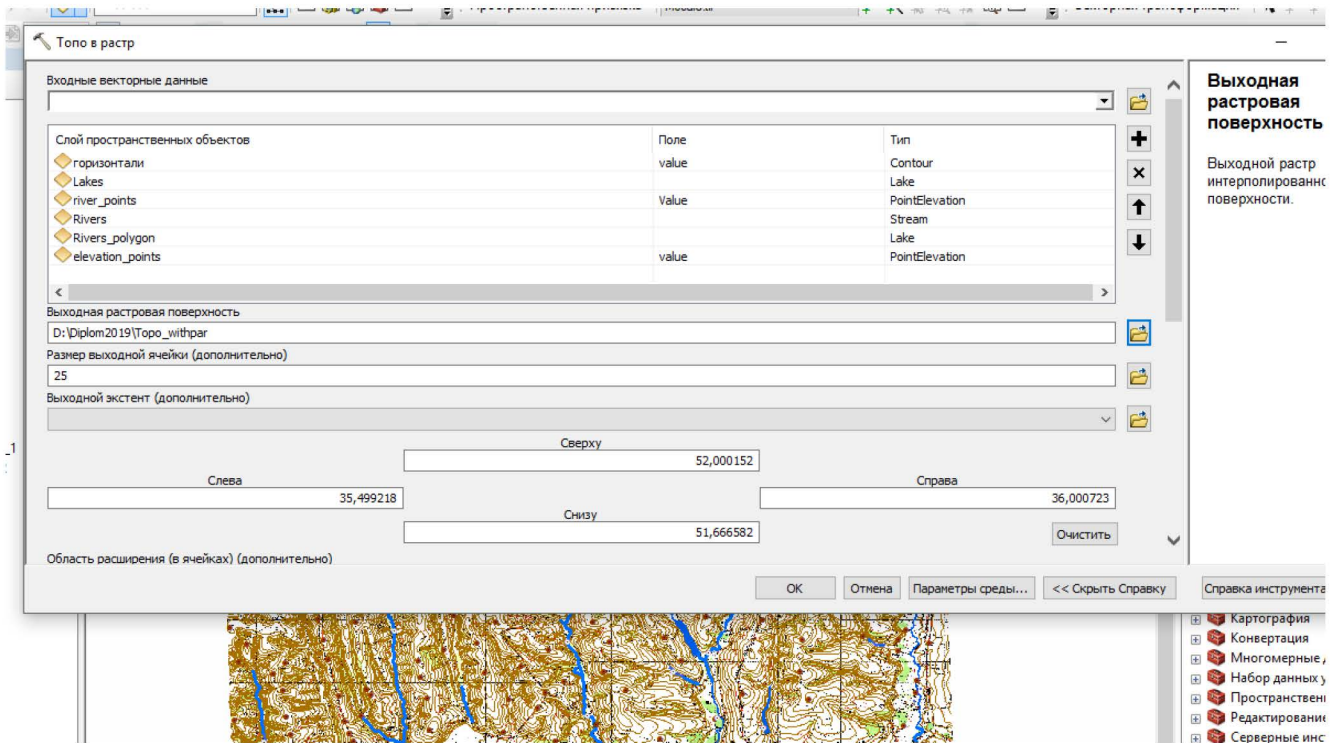 Топо в растр
Входные векторные данные
Слой пространственных объектов Поле Тип
горизонтали value Contour
Lakes Lake
river_points Value PointElevation
Rivers Stream
Rivers_polygon Lake
elevation_points value PointElevation
Выходная растровая поверхность
D:\Diplom2019\Topo_withpar
Размер выходной ячейки (дополнительно)
25
Выходной экстент (дополнительно)
Сверху
52,000152
Слева Справа
35,499218 36,000723
Снизу
51,666582
Очистить
Область расширения (в ячейках) (дополнительно)
OK Отмена Параметры среды... << Скрыть Справку Справка инструмента
Выходная
растровая
поверхность
Выходной растр
интерполированно
поверхности.
_1
Картография
Конвертация
Многомерные
Набор данных у
Пространствен
Редактирование
Серверные инс